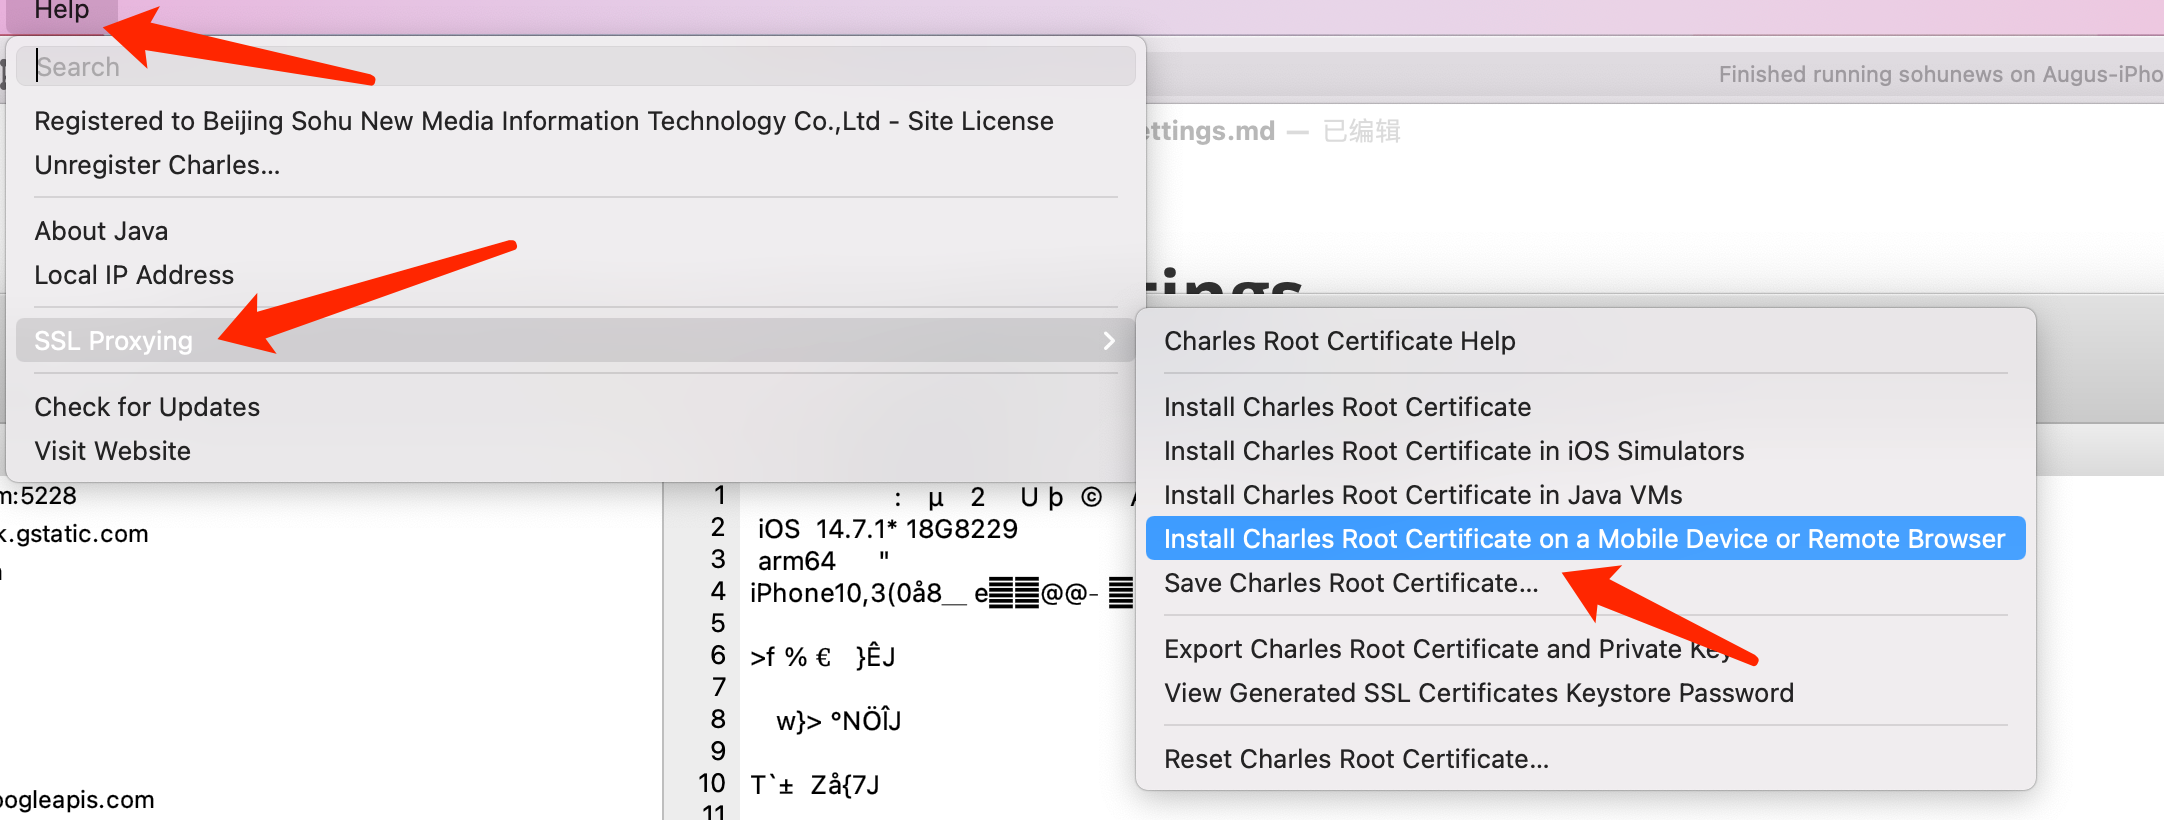 Help
Search
Finished running sohunews on Augus-iPho
Registered to Beijing Sohu New Media Information Technology Co.,Ltd - Site License
ettings.md — 已编辑
Unregister Charles...
About Java
Local IP Address
tings
SSL Proxying
Charles Root Certificate Help
Check for Updates
Install Charles Root Certificate
Visit Website
Install Charles Root Certificate in iOS Simulators
Install Charles Root Certificate in Java VMs
Install Charles Root Certificate on a Mobile Device or Remote Browser
Save Charles Root Certificate...
Export Charles Root Certificate and Private Key
View Generated SSL Certificates Keystore Password
Reset Charles Root Certificate...
m:5228
k.gstatic.com
oogleapis.com
1 : µ 2 Uþ ©
2 iOS 14.7.1* 18G8229
3 arm64 "
4 iPhone10,3(0å8__ e@@-
5
6 >f % € }ÊJ
7
8 w}> °NÖÎJ
9
10 T`± Zå{7J
11